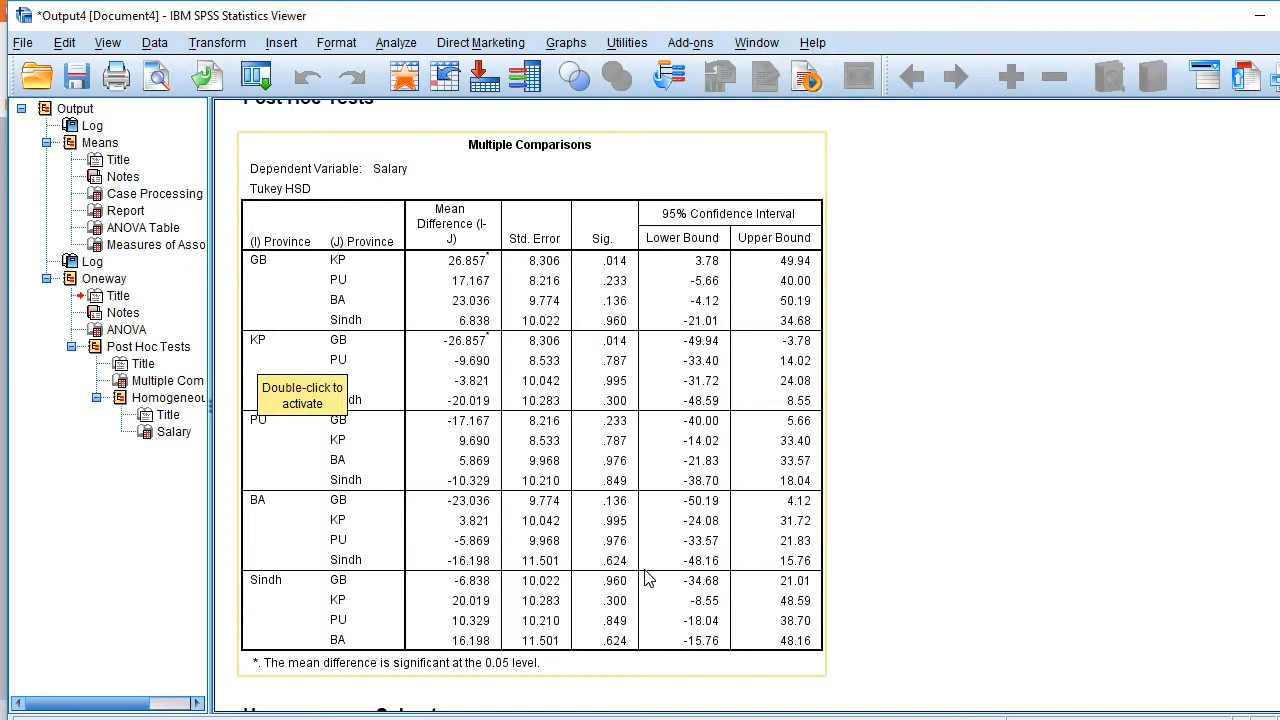 *Output4 [Document4] - IBM SPSS Statistics Viewer
File Edit View Data Transform Insert Format Analyze Direct Marketing Graphs Utilities Add-ons Window Help
Output
Log
Means
Title
Notes
Case Processing
Report
ANOVA Table
Measures of Asso
Log
Oneway
Title
Notes
ANOVA
Post Hoc Tests
Title
Multiple Com
Homogeneou
Title
Salary
Post Hoc Tests
Multiple Comparisons
Dependent Variable: Salary
Tukey HSD
(I) Province (J) Province Mean Difference (I-J) Std. Error Sig. 95% Confidence Interval
Lower Bound Upper Bound
GB KP 26.857* 8.306 .014 3.78 49.94
PU 17.167 8.216 .233 -5.66 40.00
BA 23.036 9.774 .136 -4.12 50.19
Sindh 6.838 10.022 .960 -21.01 34.68
KP GB -26.857* 8.306 .014 -49.94 -3.78
PU -9.690 8.533 .787 -33.40 14.02
-3.821 10.042 .995 -31.72 24.08
dh -20.019 10.283 .300 -48.59 8.55
Double-click to
activate
PU GB -17.167 8.216 .233 -40.00 5.66
KP 9.690 8.533 .787 -14.02 33.40
BA 5.869 9.968 .976 -21.83 33.57
Sindh -10.329 10.210 .849 -38.70 18.04
BA GB -23.036 9.774 .136 -50.19 4.12
KP 3.821 10.042 .995 -24.08 31.72
PU -5.869 9.968 .976 -33.57 21.83
Sindh -16.198 11.501 .624 -48.16 15.76
Sindh GB -6.838 10.022 .960 -34.68 21.01
KP 20.019 10.283 .300 -8.55 48.59
PU 10.329 10.210 .849 -18.04 38.70
BA 16.198 11.501 .624 -15.76 48.16
*. The mean difference is significant at the 0.05 level.